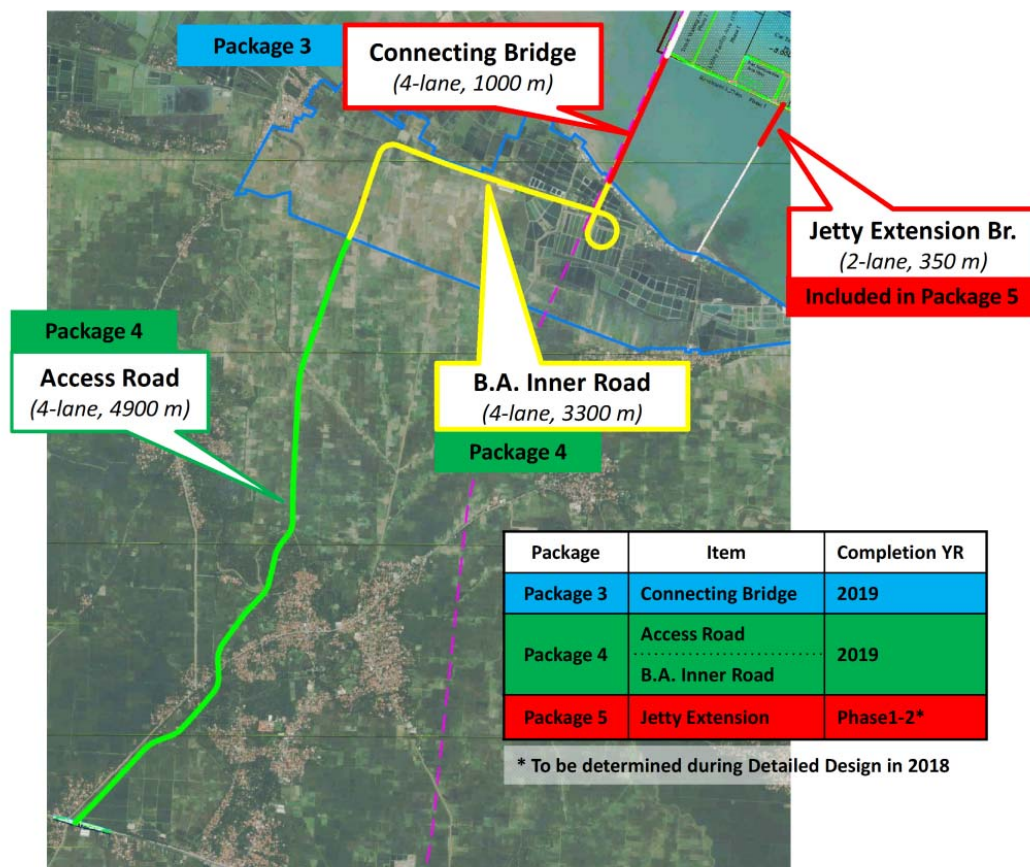 Package 3
Connecting Bridge
(4-lane, 1000 m)
Jetty Extension Br.
(2-lane, 350 m)
Included in Package 5
Package 4
Access Road
(4-lane, 4900 m)
B.A. Inner Road
(4-lane, 3300 m)
Package 4
Package Item Completion YR
Package 3 Connecting Bridge 2019
Package 4 Access Road 2019
B.A. Inner Road
Package 5 Jetty Extension Phase1-2*
* To be determined during Detailed Design in 2018